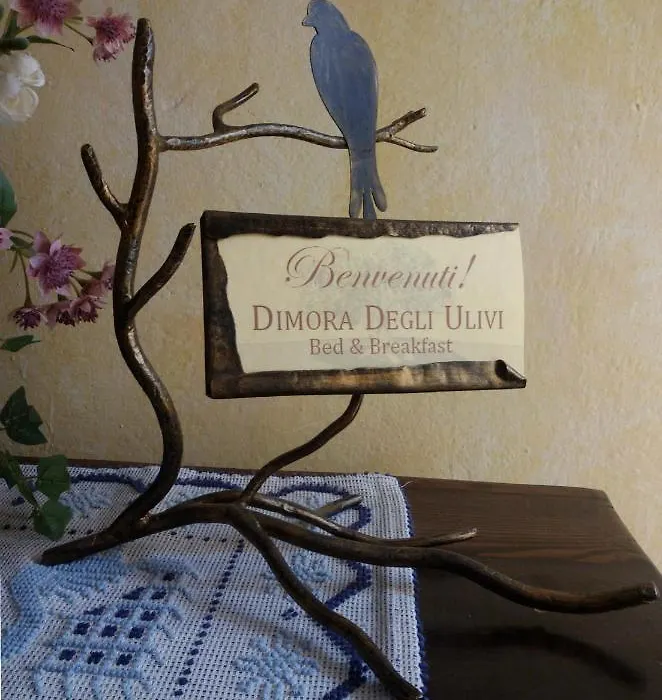 Benvenuti!
Dimora Degli Ulivi
Bed & Breakfast